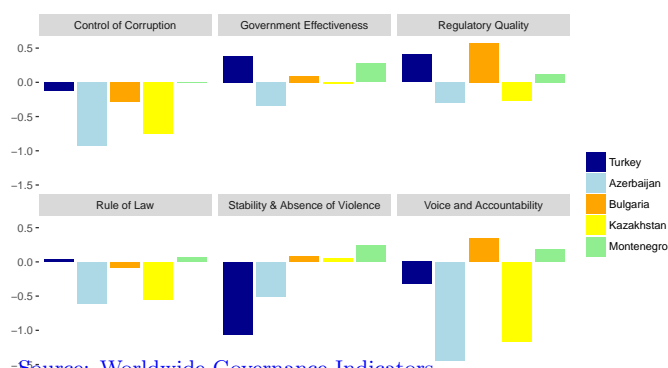 Control of Corruption Government Effectiveness Regulatory Quality
0.5
0.0
−0.5
−1.0
−1.5
Rule of Law Stability & Absence of Violence Voice and Accountability
0.5
0.0
−0.5
−1.0
Turkey
Azerbaijan
Bulgaria
Kazakhstan
Montenegro
Source: Worldwide Governance Indicators